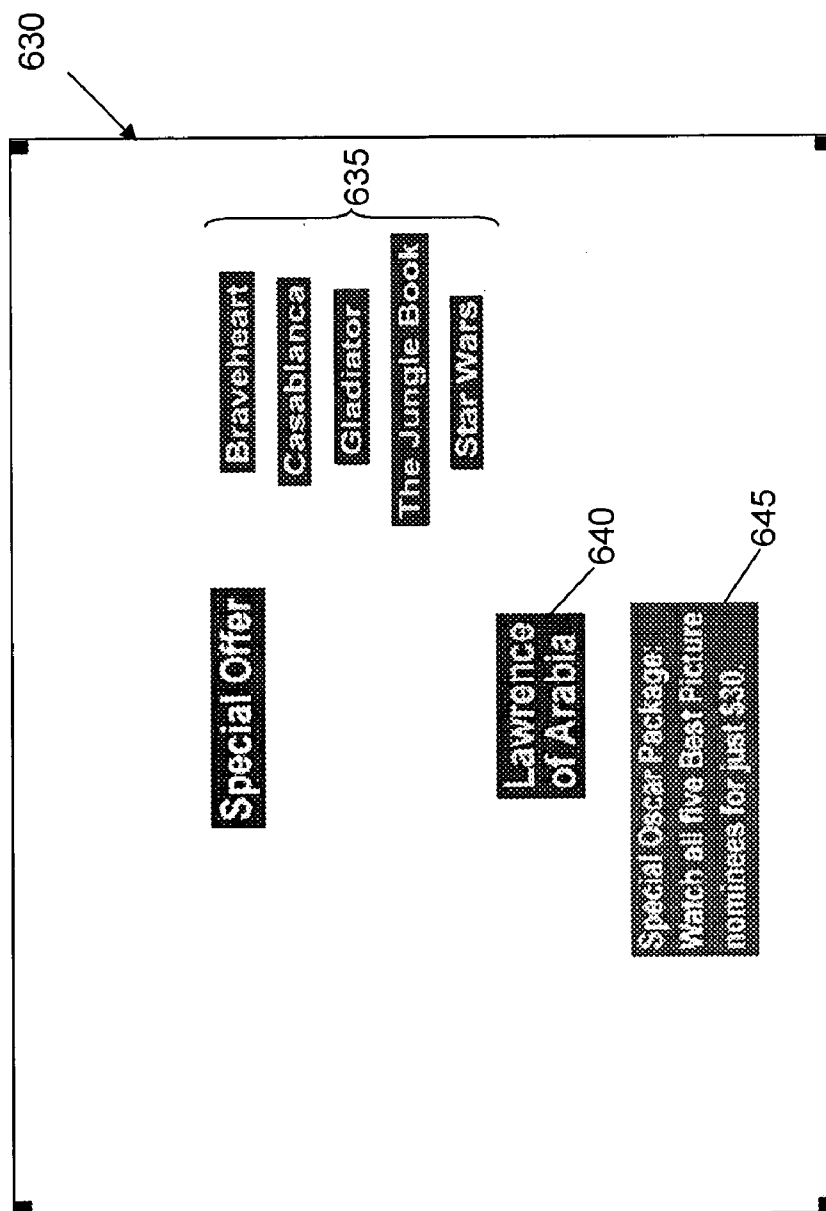 630
Special Offer
Braveheart
Casablanca
Gladiator
The Jungle Book
Star Wars
635
Lawrence
of Arabia
640
Special Oscar Package:
Watch all five Best Picture
nominees for just $30.
645